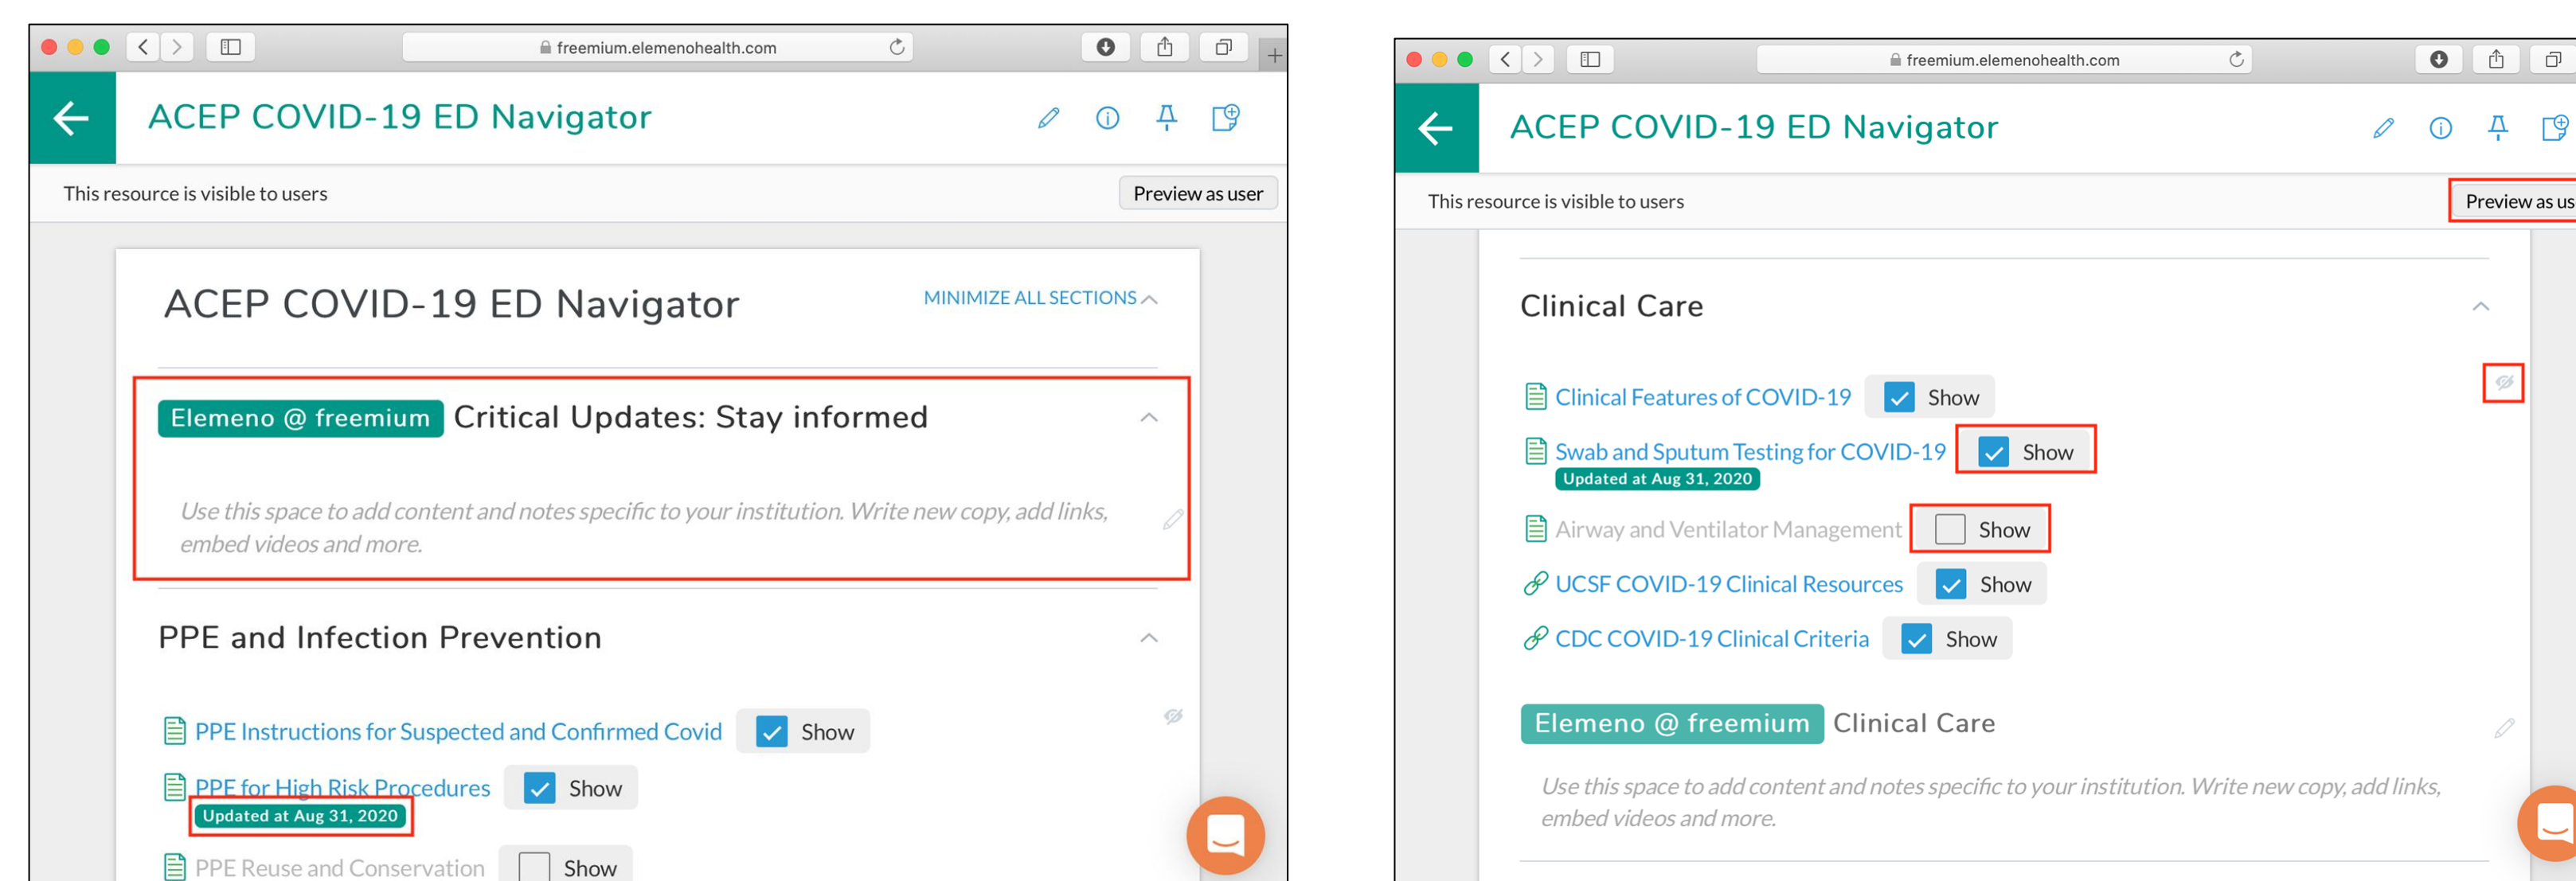 freemium.elemenohealth.com
ACEP COVID-19 ED Navigator
This resource is visible to users
Preview as user
ACEP COVID-19 ED Navigator
MINIMIZE ALL SECTIONS
Elemeno @ freemium Critical Updates: Stay informed
Use this space to add content and notes specific to your institution. Write new copy, add links,
embed videos and more.
PPE and Infection Prevention
PPE Instructions for Suspected and Confirmed Covid Show
PPE for High Risk Procedures Show
Updated at Aug 31, 2020
PPE Reuse and Conservation Show
freemium.elemenohealth.com
ACEP COVID-19 ED Navigator
This resource is visible to users
Preview as us
Clinical Care
Clinical Features of COVID-19 Show
Swab and Sputum Testing for COVID-19 Show
Updated at Aug 31, 2020
Airway and Ventilator Management Show
UCSF COVID-19 Clinical Resources Show
CDC COVID-19 Clinical Criteria Show
Elemeno @ freemium Clinical Care
Use this space to add content and notes specific to your institution. Write new copy, add links,
embed videos and more.